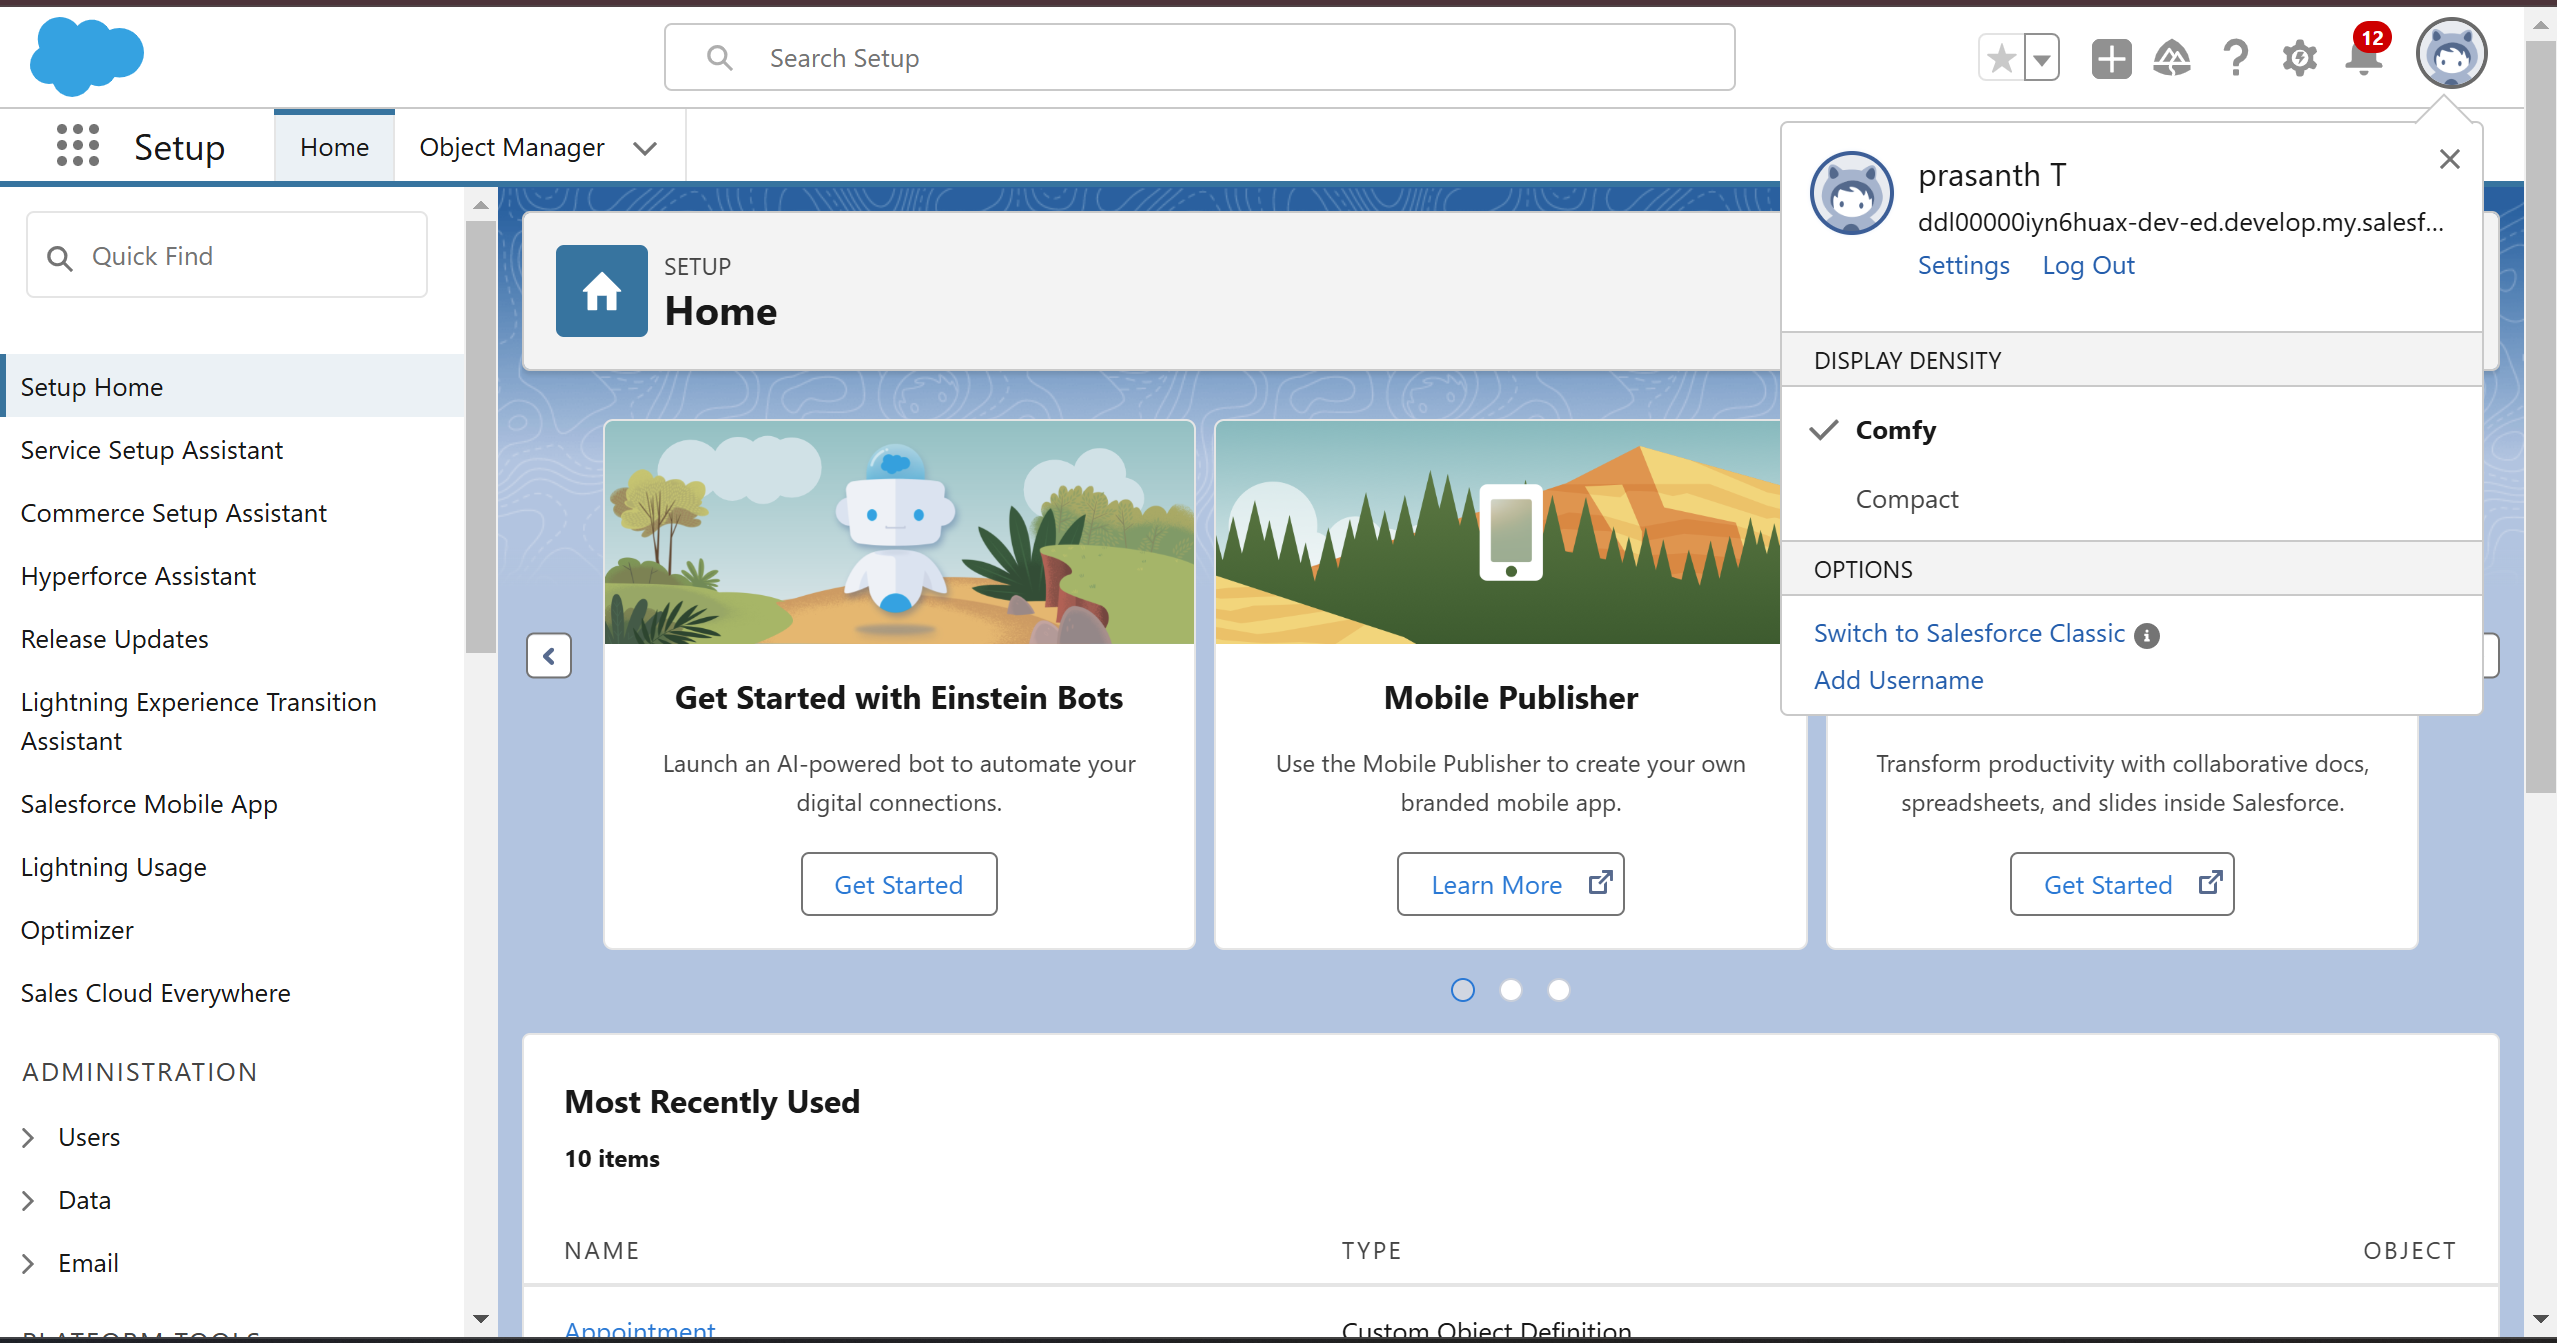 Search Setup
12
Setup
Home
Object Manager
prasanth T
ddl00000iyn6huax-dev-ed.develop.my.salesf...
Settings
Log Out
DISPLAY DENSITY
Comfy
Compact
OPTIONS
Switch to Salesforce Classic
Add Username
Quick Find
Setup Home
Service Setup Assistant
Commerce Setup Assistant
Hyperforce Assistant
Release Updates
Lightning Experience Transition
Assistant
Salesforce Mobile App
Lightning Usage
Optimizer
Sales Cloud Everywhere
ADMINISTRATION
Users
Data
Email
PLATFORM TOOLS
SETUP
Home
Get Started with Einstein Bots
Launch an AI-powered bot to automate your
digital connections.
Get Started
Mobile Publisher
Use the Mobile Publisher to create your own
branded mobile app.
Learn More
Transform productivity with collaborative docs,
spreadsheets, and slides inside Salesforce.
Get Started
Most Recently Used
10 items
NAME
TYPE
OBJECT
Appointment
Custom Object Definition